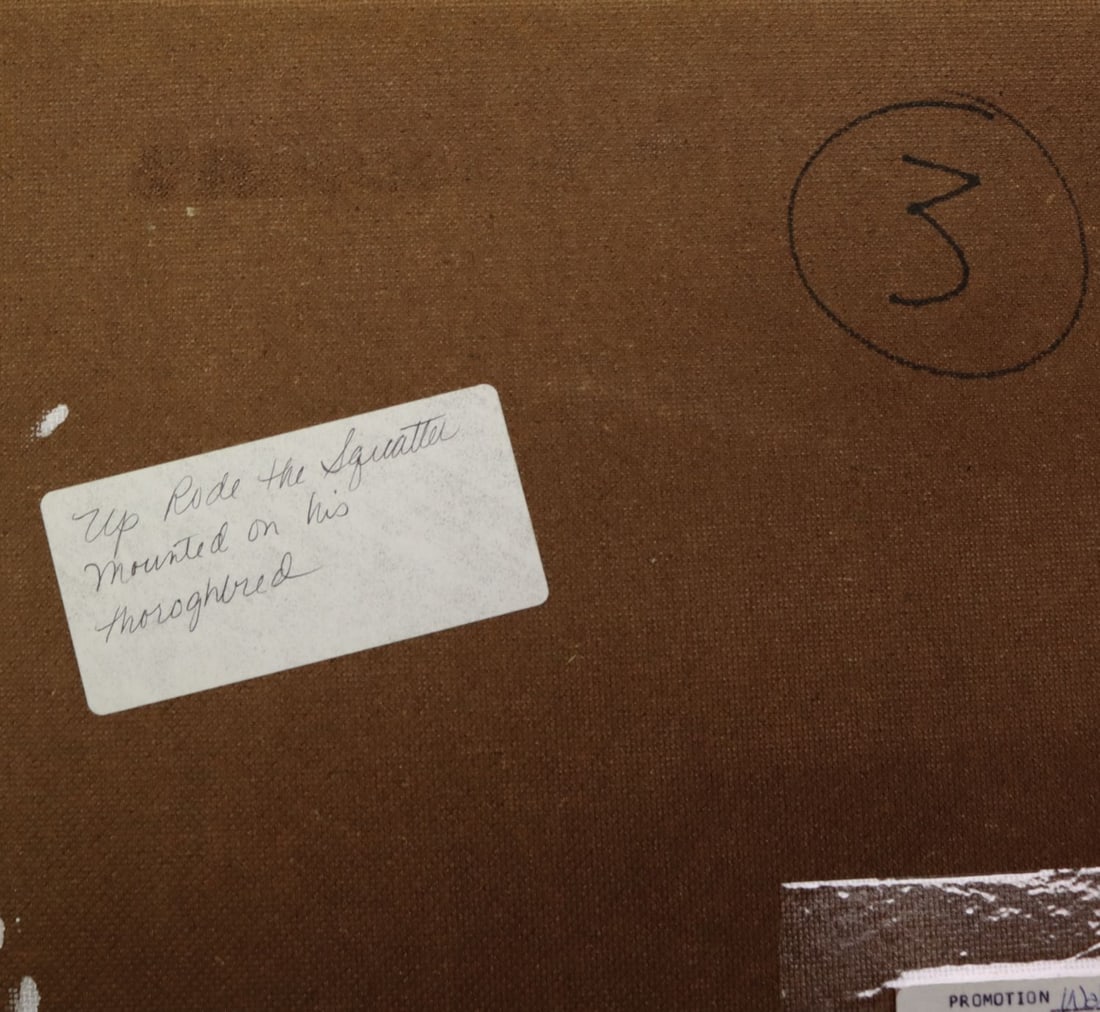 3
Up Rode the Squatter
Mounted on his
thoroghbred
PROMOTION